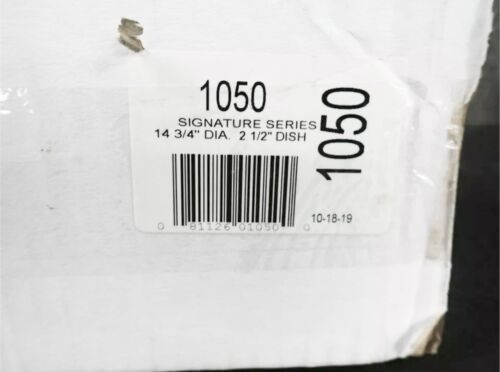 1050
SIGNATURE SERIES
14 3/4" DIA. 2 1/2" DISH
1050
0 81126 01050 0
10-18-19